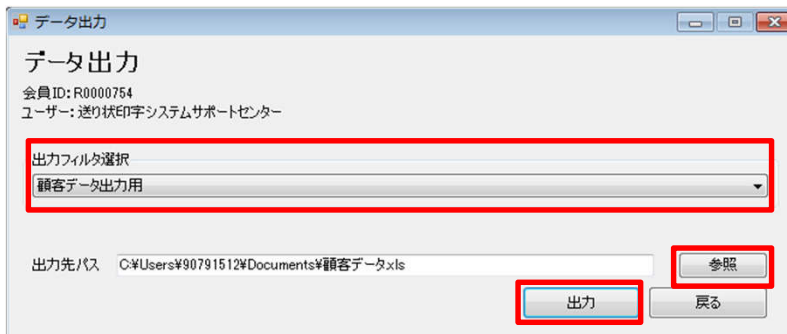 データ出力
データ出力
会員ID: R0000754
ユーザー: 送り状印字システムサポートセンター
出力フィルタ選択
顧客データ出力用
出力先パス C:¥Users¥90791512¥Documents¥顧客データ.xls 参照
出力 戻る